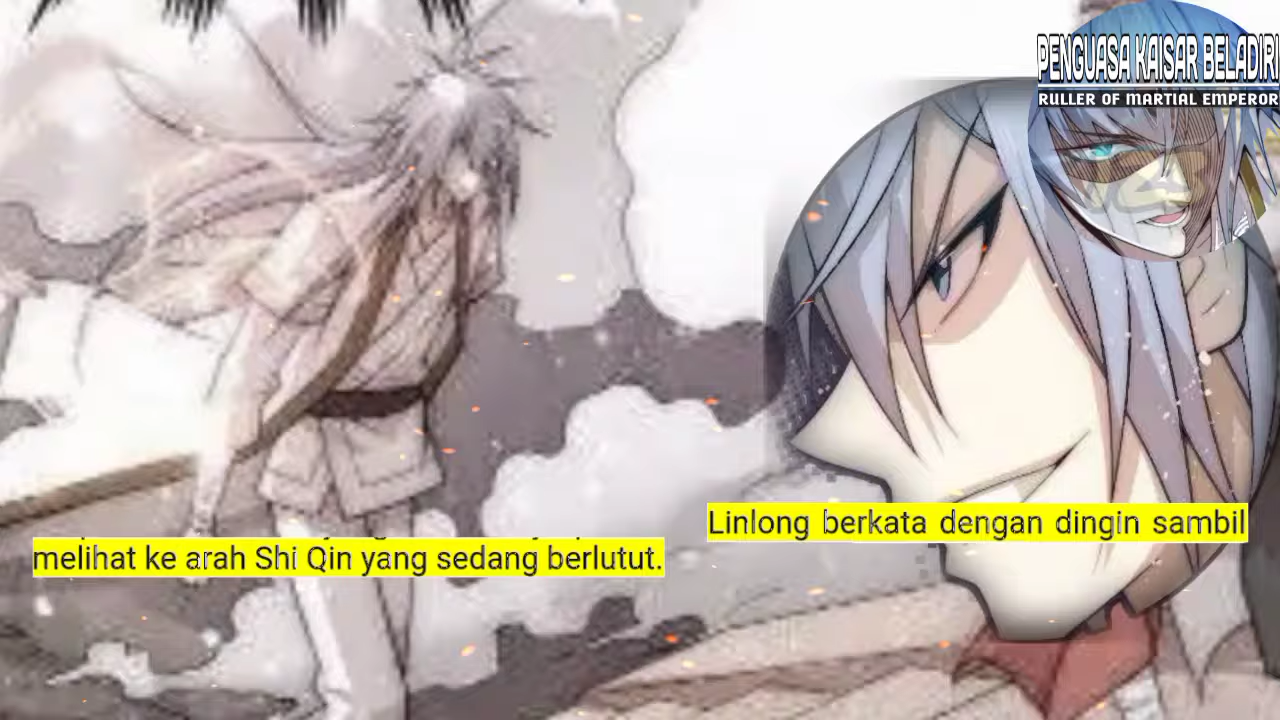 PENGUASA KAISAR BELADIRI
RULLER OF MARTIAL EMPEROR
Linlong berkata dengan dingin sambil
melihat ke arah Shi Qin yang sedang berlutut.